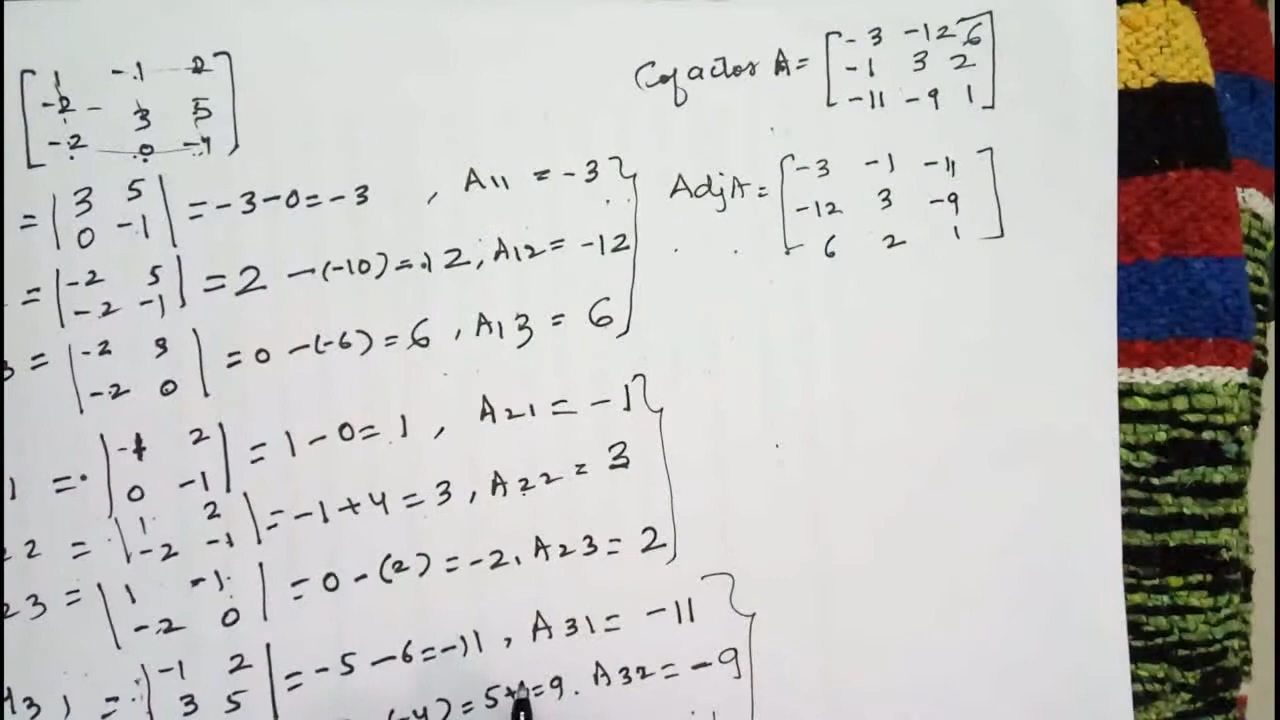 [1 -1 2
-2 3 5
-2 0 -1]
= |3 5
0 -1| = -3-0=-3 , A11 = -3
= |-2 5
-2 -1| = 2 -(-10)=12, A12 = -12
3 = |-2 3
-2 0| = 0 -(-6)=6 , A13 = 6
1 = |-1 2
0 -1| = 1-0=1 , A21 = -1
22 = |1 2
-2 -1| = -1+4=3 , A22 = 3
23 = |1 -1
-2 0| = 0-(2)=-2, A23 = 2
A31 = |-1 2
3 5| = -5-6=-11 , A31 = -11
(-4) = 5+4=9. A32 = -9
Cofactor A = [-3 -12 6
-1 3 2
-11 -9 1]
AdjA = [-3 -1 -11
-12 3 -9
6 2 1]